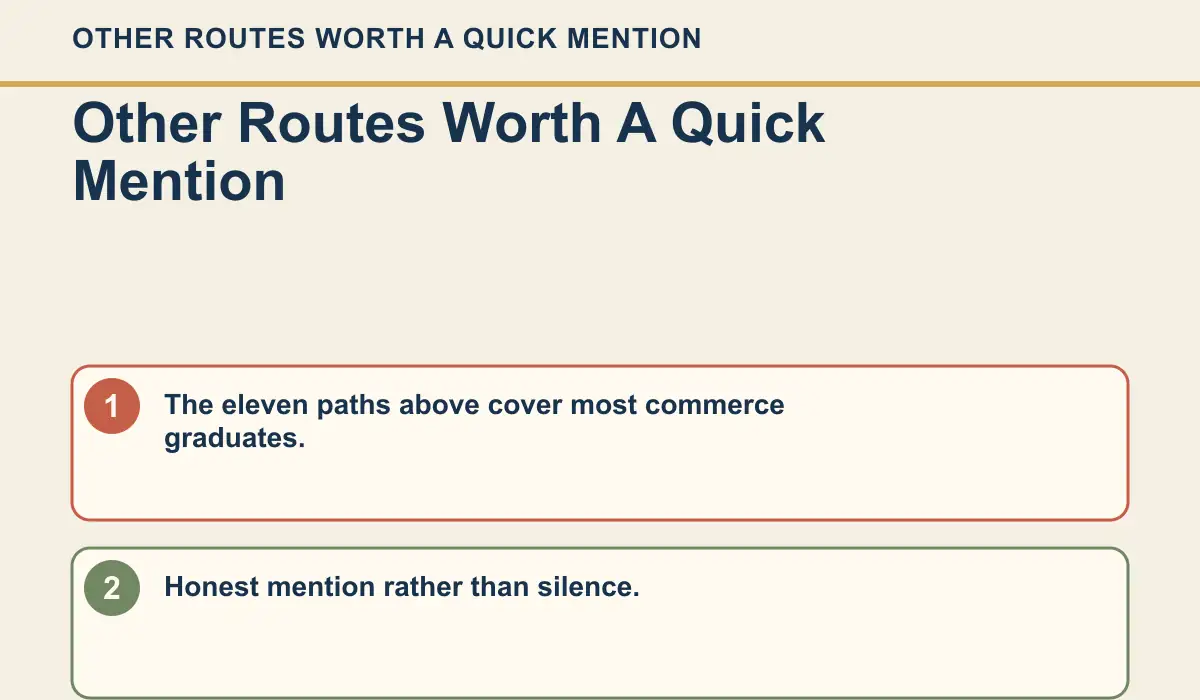 OTHER ROUTES WORTH A QUICK MENTION
Other Routes Worth A Quick
Mention
1
The eleven paths above cover most commerce
graduates.
2
Honest mention rather than silence.